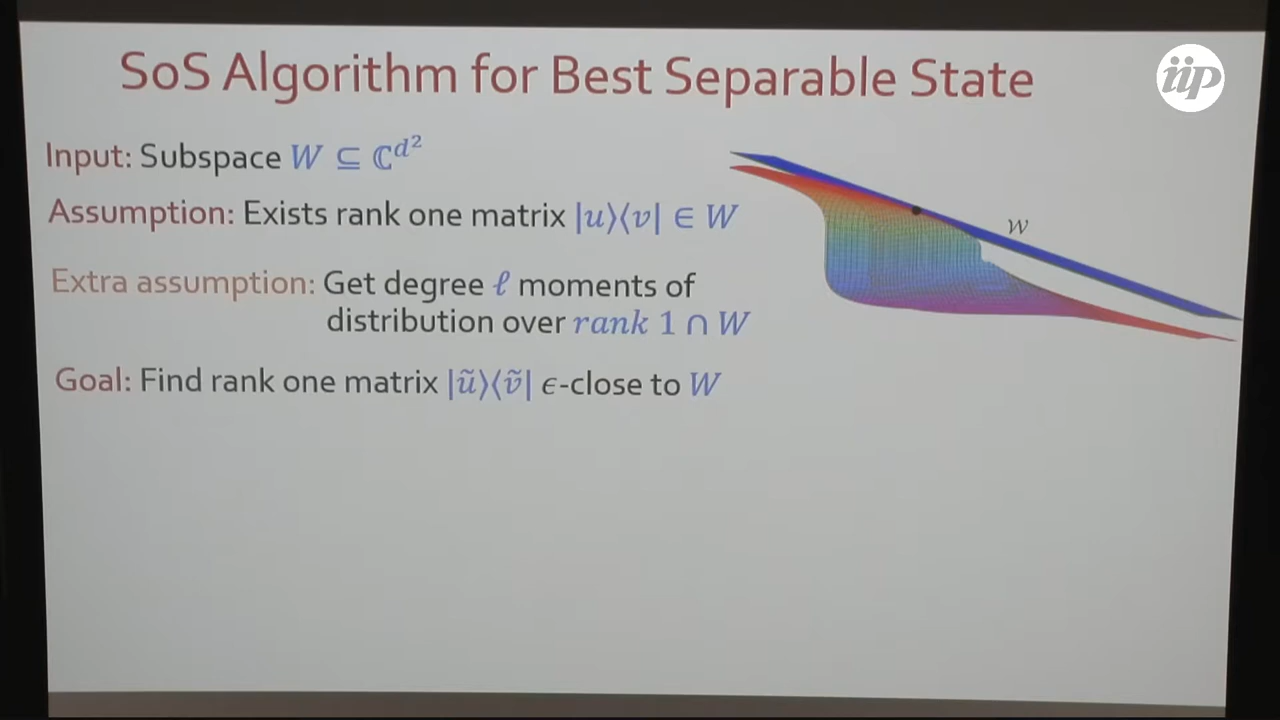 SoS Algorithm for Best Separable State
iip
Input: Subspace W ⊆ ℂ^{d^2}
Assumption: Exists rank one matrix |u⟩⟨v| ∈ W
W
Extra assumption: Get degree ℓ moments of
distribution over rank 1 ∩ W
Goal: Find rank one matrix |ũ⟩⟨ṽ| ϵ-close to W